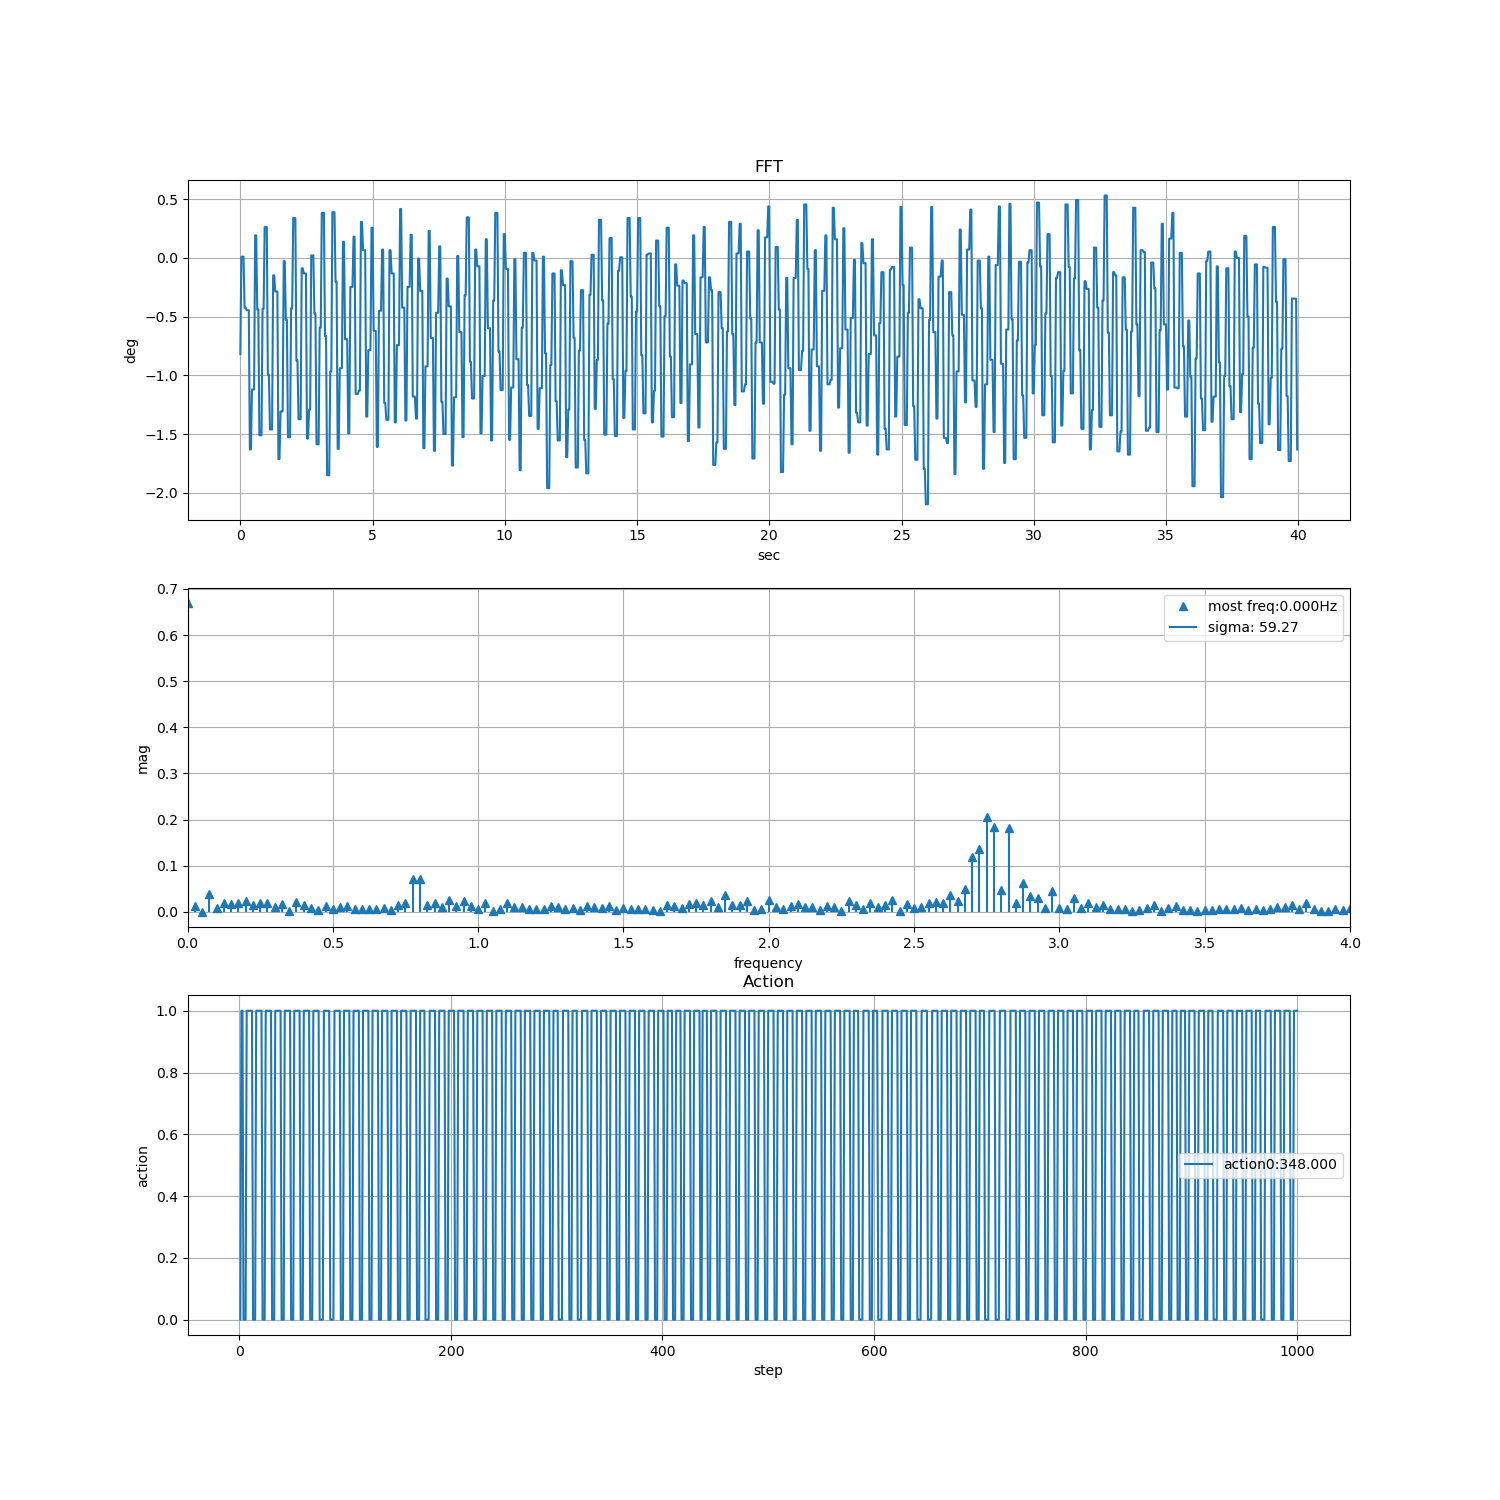 FFT
0.5
0.0
−0.5
−1.0
−1.5
−2.0
deg
0 5 10 15 20 25 30 35 40
sec
0.7
0.6
0.5
0.4
0.3
0.2
0.1
0.0
mag
most freq:0.000Hz
sigma: 59.27
0.0 0.5 1.0 1.5 2.0 2.5 3.0 3.5 4.0
frequency
Action
1.0
0.8
0.6
0.4
0.2
0.0
action
action0:348.000
0 200 400 600 800 1000
step